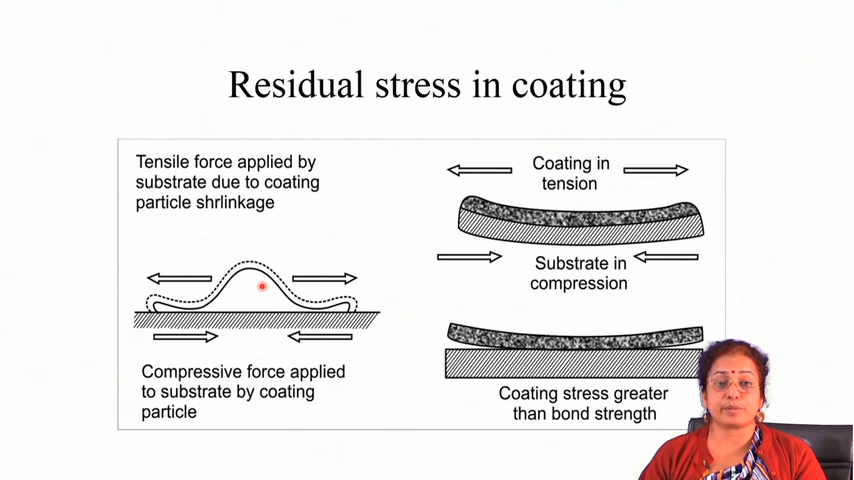 Residual stress in coating
Tensile force applied by
substrate due to coating
particle shrlinkage
Compressive force applied
to substrate by coating
particle
Coating in
tension
Substrate in
compression
Coating stress greater
than bond strength